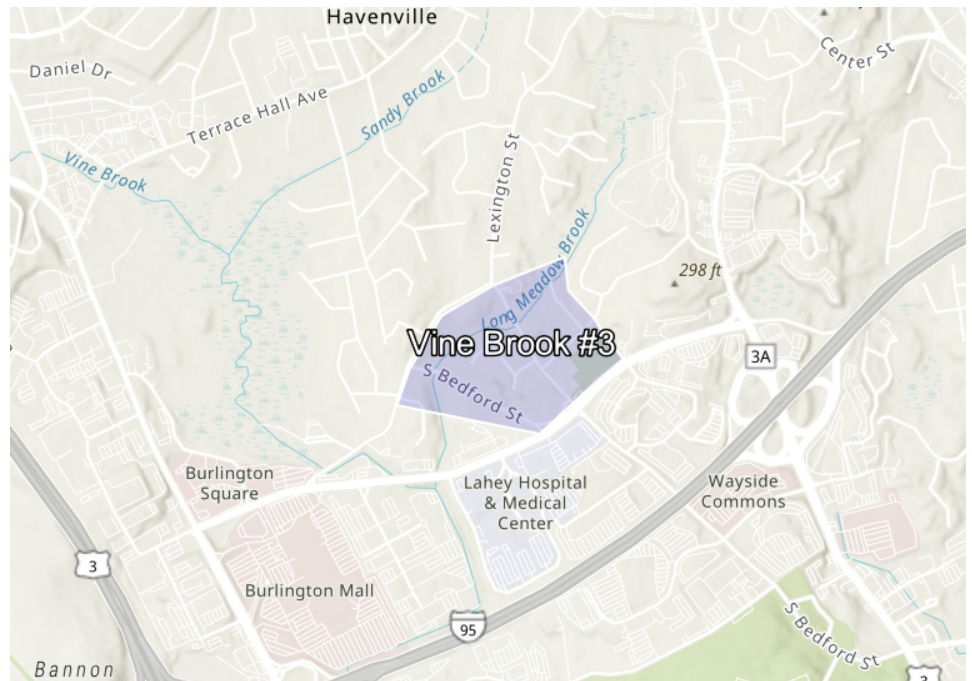 Havenville
Center St
Daniel Dr
Terrace Hall Ave
Sandy Brook
Vine Brook
Lexington St
Long Meadow Brook
298 ft
Vine Brook #3
3A
S Bedford St
Burlington
Square
Lahey Hospital
& Medical
Center
Wayside
Commons
3
Burlington Mall
95
S Bedford St
Bannon
3